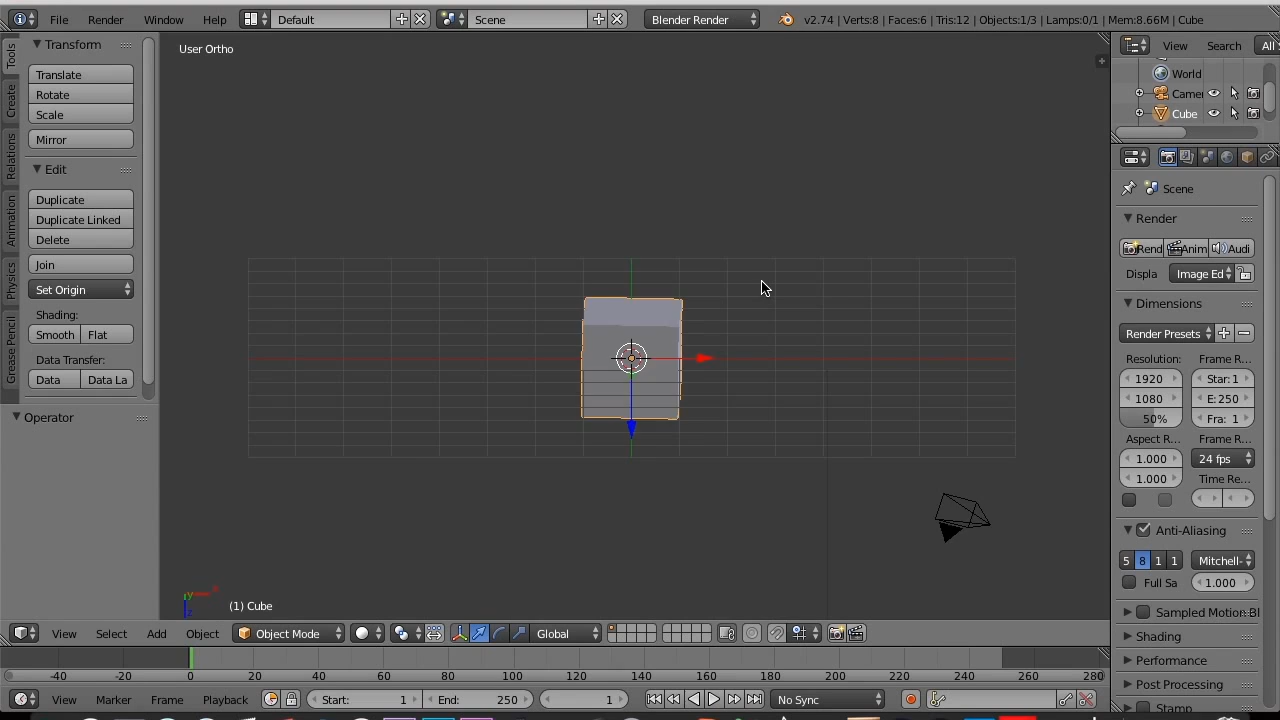 File Render Window Help Default Scene Blender Render v2.74 | Verts:8 | Faces:6 | Tris:12 | Objects:1/3 | Lamps:0/1 | Mem:8.66M | Cube
Tools
Create
Relations
Animation
Physics
Grease Pencil
Transform
Translate
Rotate
Scale
Mirror
Edit
Duplicate
Duplicate Linked
Delete
Join
Set Origin
Shading:
Smooth Flat
Data Transfer:
Data Data La
Operator
User Ortho
y
z
(1) Cube
View Search All
World
Camer
Cube
Scene
Render
Rend Anim Audi
Displa Image Ed
Dimensions
Render Presets
Resolution: Frame R...
1920 Star: 1
1080 E: 250
50% Fra: 1
Aspect R... Frame R...
1.000 24 fps
1.000 Time Re...
Anti-Aliasing
5 8 1 1 Mitchell-
Full Sa 1.000
Sampled Motion Bl
Shading
Performance
Post Processing
Stamp
View Select Add Object Object Mode Global
-40 -20 0 20 40 60 80 100 120 140 160 180 200 220 240 260 280
View Marker Frame Playback Start: 1 End: 250 1 No Sync